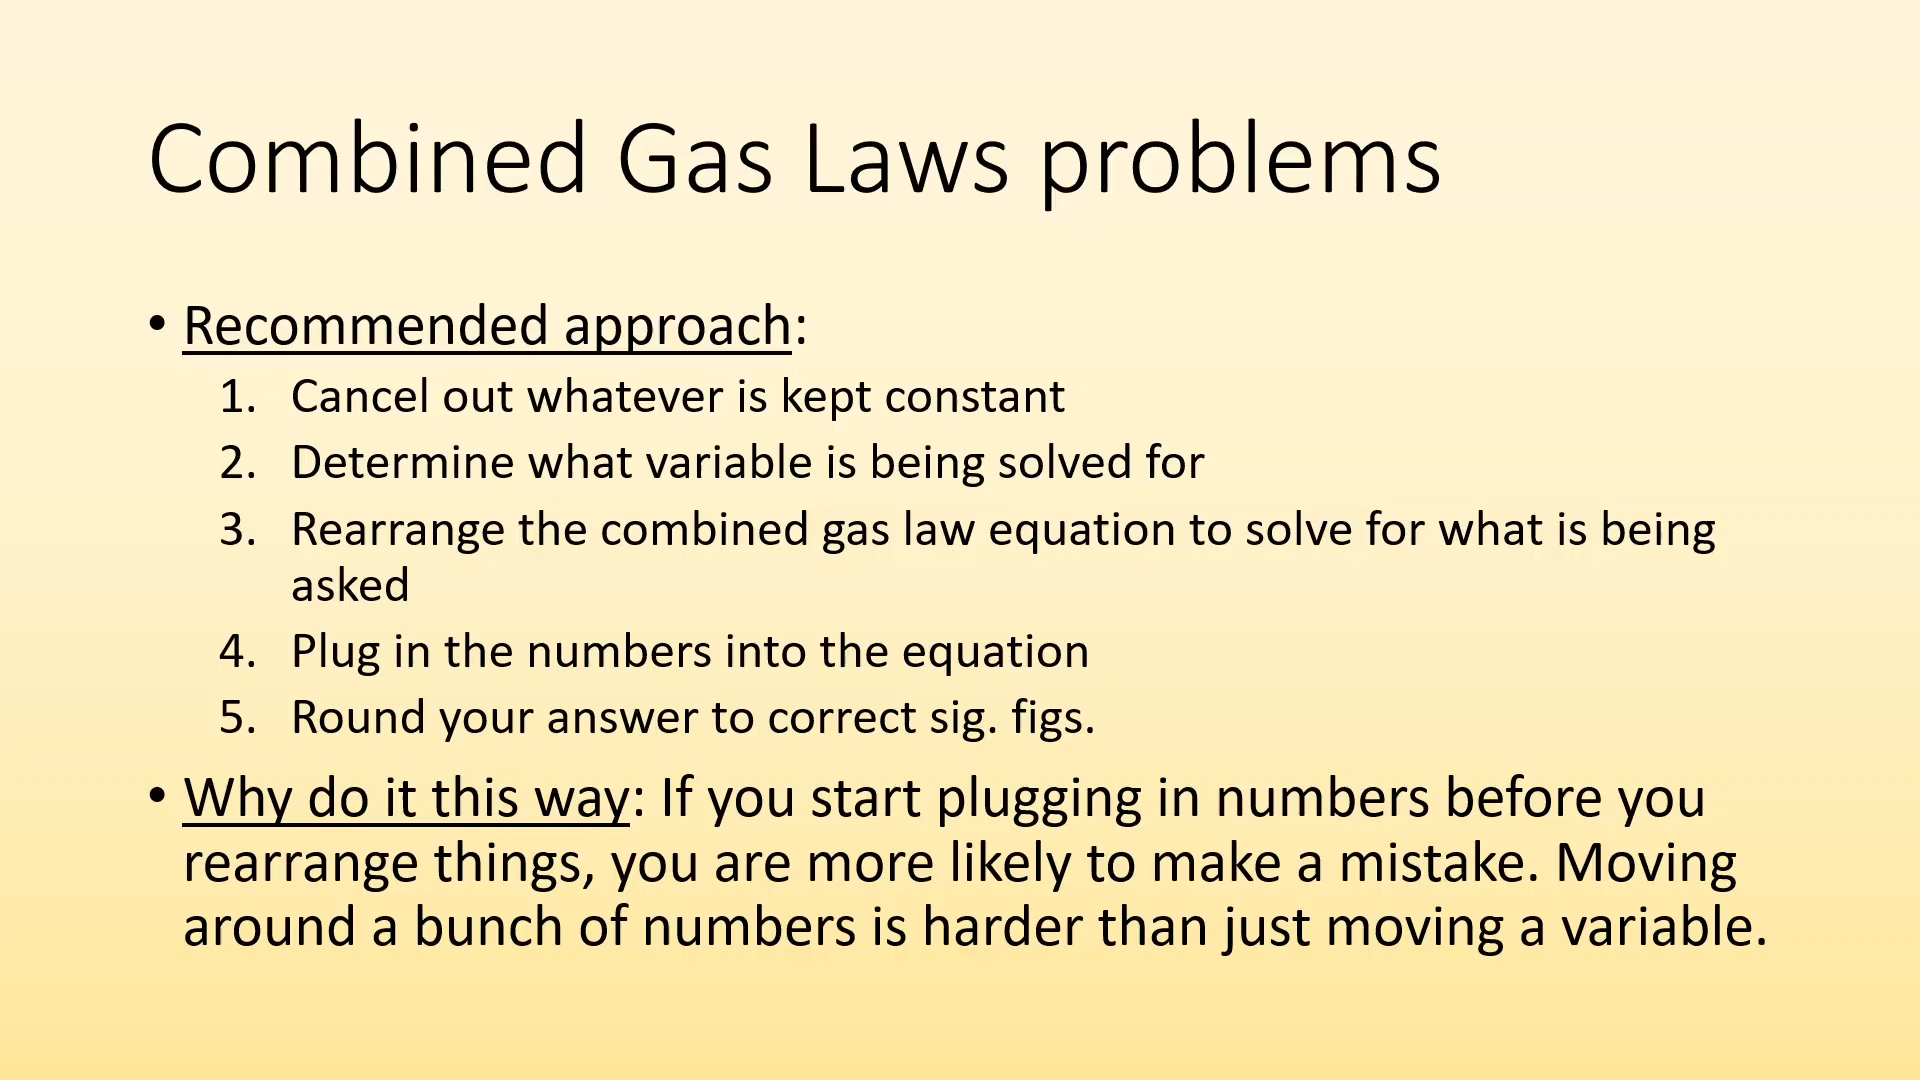 Combined Gas Laws problems
• Recommended approach:
1. Cancel out whatever is kept constant
2. Determine what variable is being solved for
3. Rearrange the combined gas law equation to solve for what is being
asked
4. Plug in the numbers into the equation
5. Round your answer to correct sig. figs.
• Why do it this way: If you start plugging in numbers before you
rearrange things, you are more likely to make a mistake. Moving
around a bunch of numbers is harder than just moving a variable.